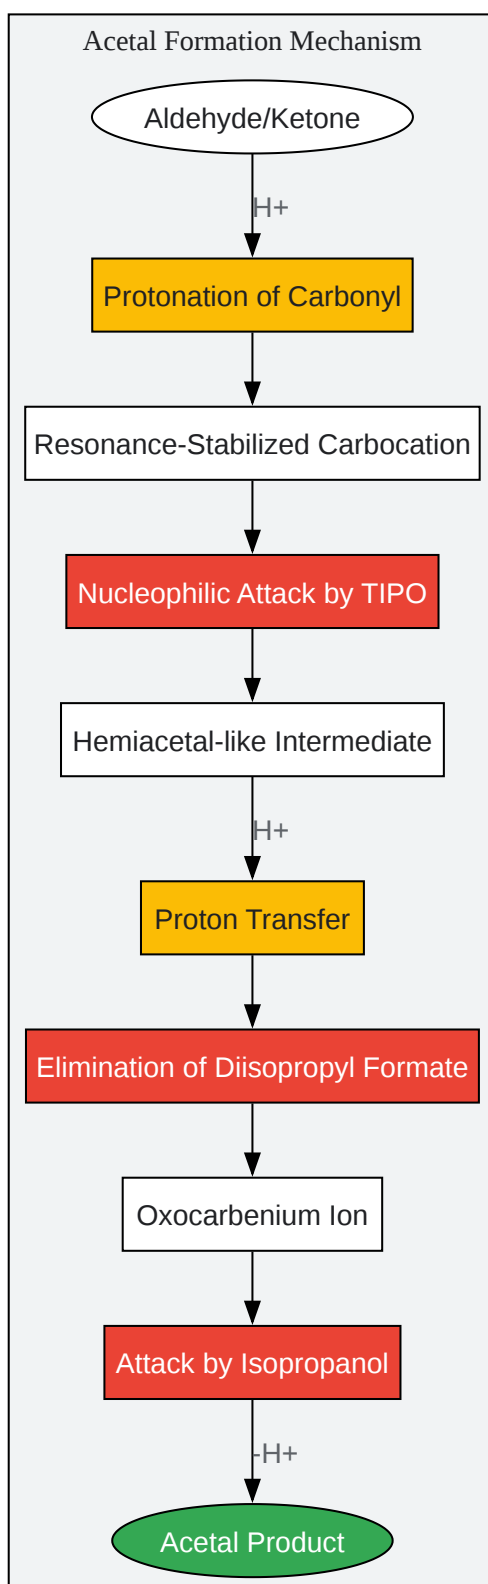 Acetal Formation Mechanism
Aldehyde/Ketone
H+
Protonation of Carbonyl
Resonance-Stabilized Carbocation
Nucleophilic Attack by TIPO
Hemiacetal-like Intermediate
H+
Proton Transfer
Elimination of Diisopropyl Formate
Oxocarbenium Ion
Attack by Isopropanol
-H+
Acetal Product